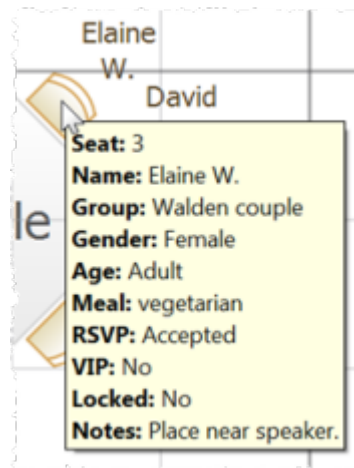 Elaine
W.
David
le
Seat: 3
Name: Elaine W.
Group: Walden couple
Gender: Female
Age: Adult
Meal: vegetarian
RSVP: Accepted
VIP: No
Locked: No
Notes: Place near speaker.